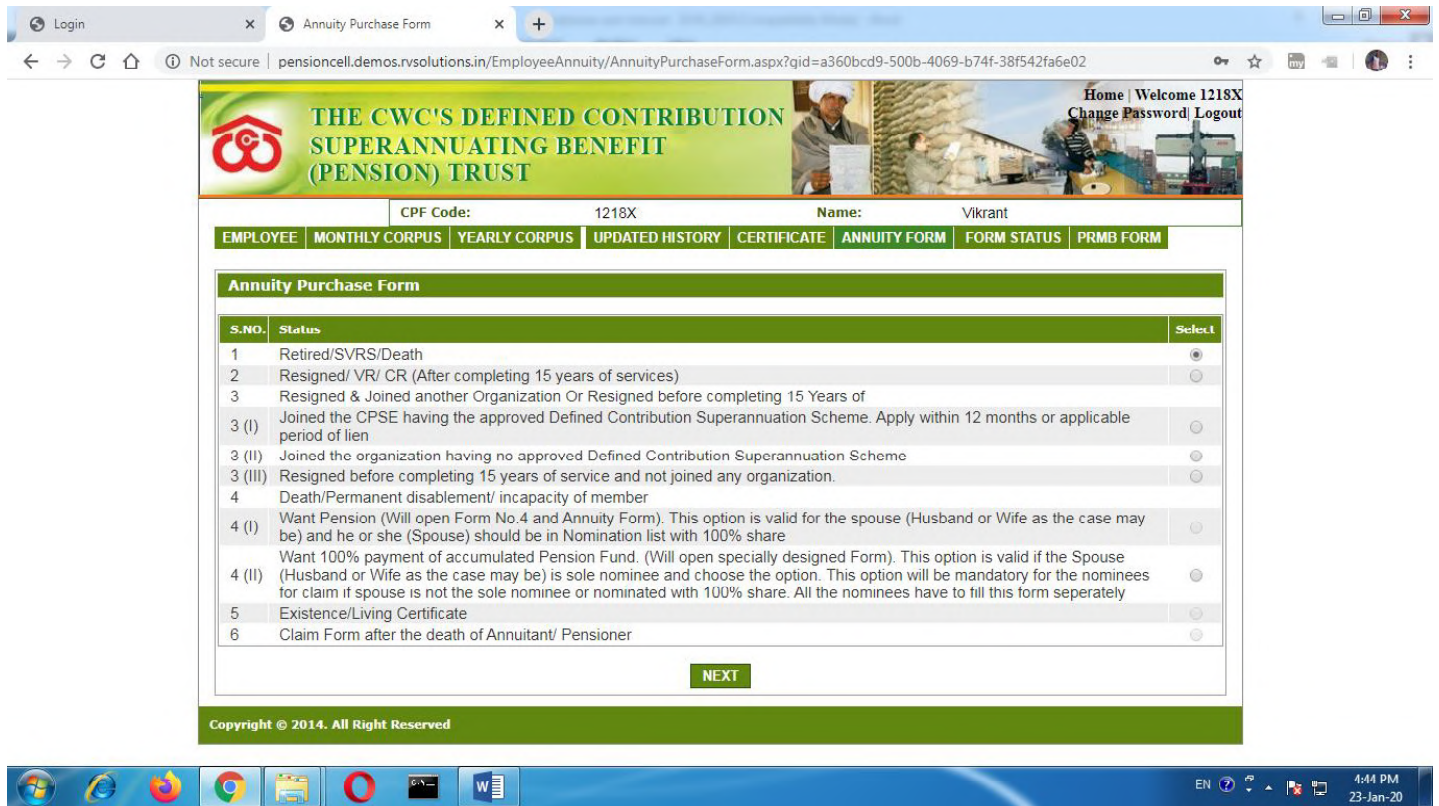 Login
Annuity Purchase Form
Not secure | pensioncell.demos.rvsolutions.in/EmployeeAnnuity/AnnuityPurchaseForm.aspx?qid=a360bcd9-500b-4069-b74f-38f542fa6e02
THE CWC'S DEFINED CONTRIBUTION
SUPERANNUATING BENEFIT
(PENSION) TRUST
Home | Welcome 1218X
Change Password| Logout
CPF Code: 1218X Name: Vikrant
EMPLOYEE MONTHLY CORPUS YEARLY CORPUS UPDATED HISTORY CERTIFICATE ANNUITY FORM FORM STATUS PRMB FORM
Annuity Purchase Form
S.NO. Status Select
1 Retired/SVRS/Death
2 Resigned/ VR/ CR (After completing 15 years of services)
3 Resigned & Joined another Organization Or Resigned before completing 15 Years of
3 (I) Joined the CPSE having the approved Defined Contribution Superannuation Scheme. Apply within 12 months or applicable
period of lien
3 (II) Joined the organization having no approved Defined Contribution Superannuation Scheme
3 (III) Resigned before completing 15 years of service and not joined any organization.
4 Death/Permanent disablement/ incapacity of member
4 (I) Want Pension (Will open Form No.4 and Annuity Form). This option is valid for the spouse (Husband or Wife as the case may
be) and he or she (Spouse) should be in Nomination list with 100% share
4 (II) Want 100% payment of accumulated Pension Fund. (Will open specially designed Form). This option is valid if the Spouse
(Husband or Wife as the case may be) is sole nominee and choose the option. This option will be mandatory for the nominees
for claim if spouse is not the sole nominee or nominated with 100% share. All the nominees have to fill this form seperately
5 Existence/Living Certificate
6 Claim Form after the death of Annuitant/ Pensioner
NEXT
Copyright © 2014. All Right Reserved
EN
4:44 PM
23-Jan-20